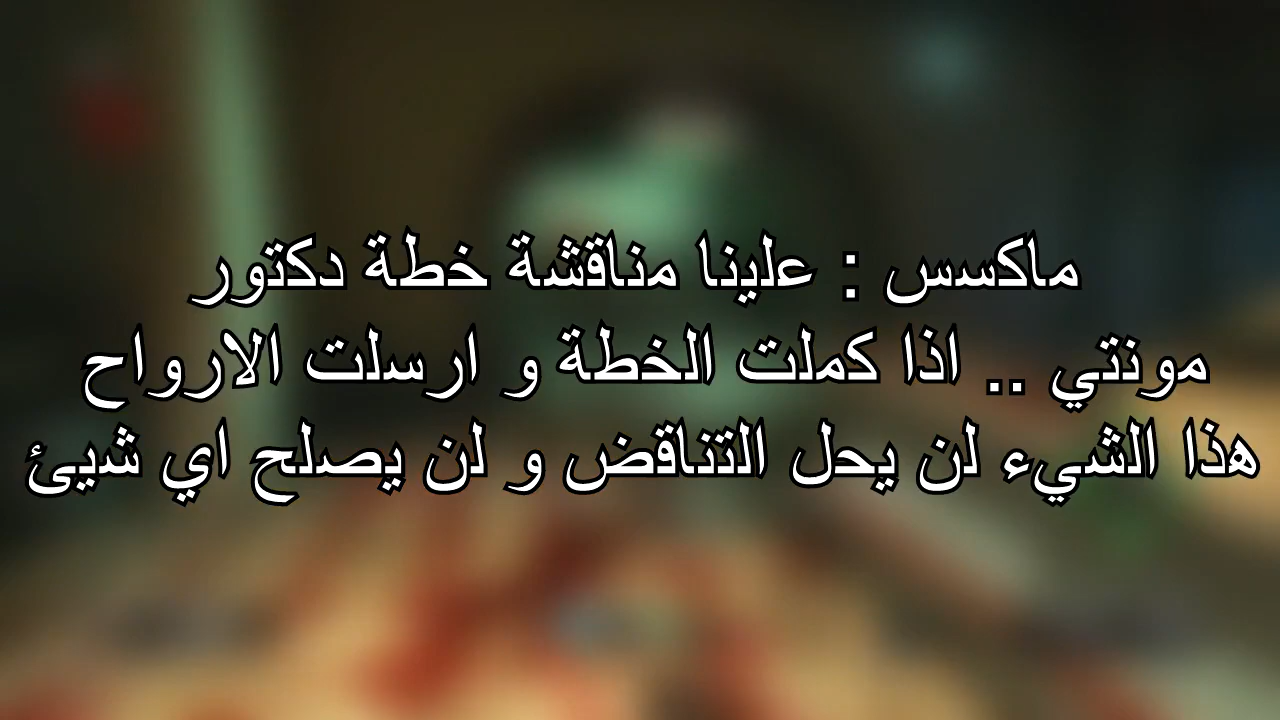 ماكسس : علينا مناقشة خطة دكتور
مونتي .. اذا كملت الخطة و ارسلت الارواح
هذا الشيء لن يحل التناقض و لن يصلح اي شيئ